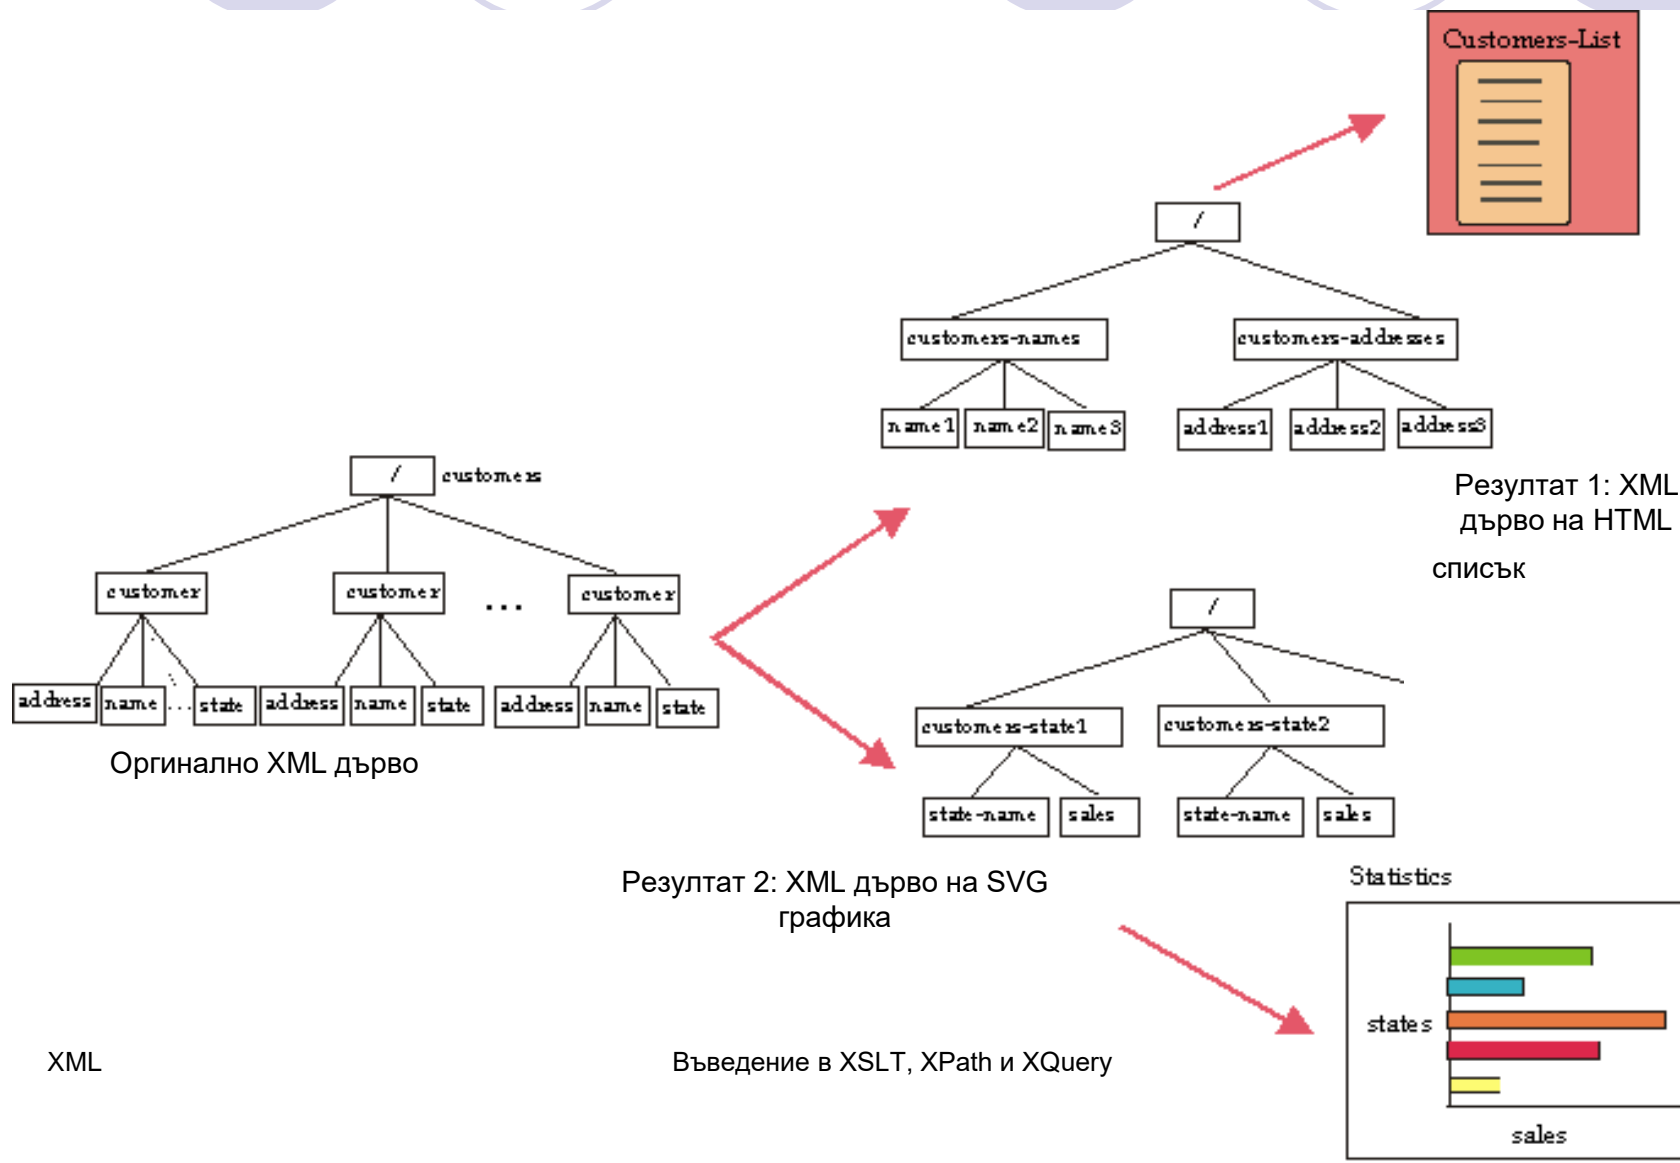 Customers-List
/
customers-names
customers-addresses
name1 name2 name3
address1 address2 address3
Резултат 1: XML
дърво на HTML
списък
/ customers
customer customer ... customer
address name ... state address name state address name state
Оргинално XML дърво
/
customers-state1
customers-state2
state-name sales
state-name sales
Резултат 2: XML дърво на SVG
графика
Statistics
states
sales
XML
Въведение в XSLT, XPath и XQuery